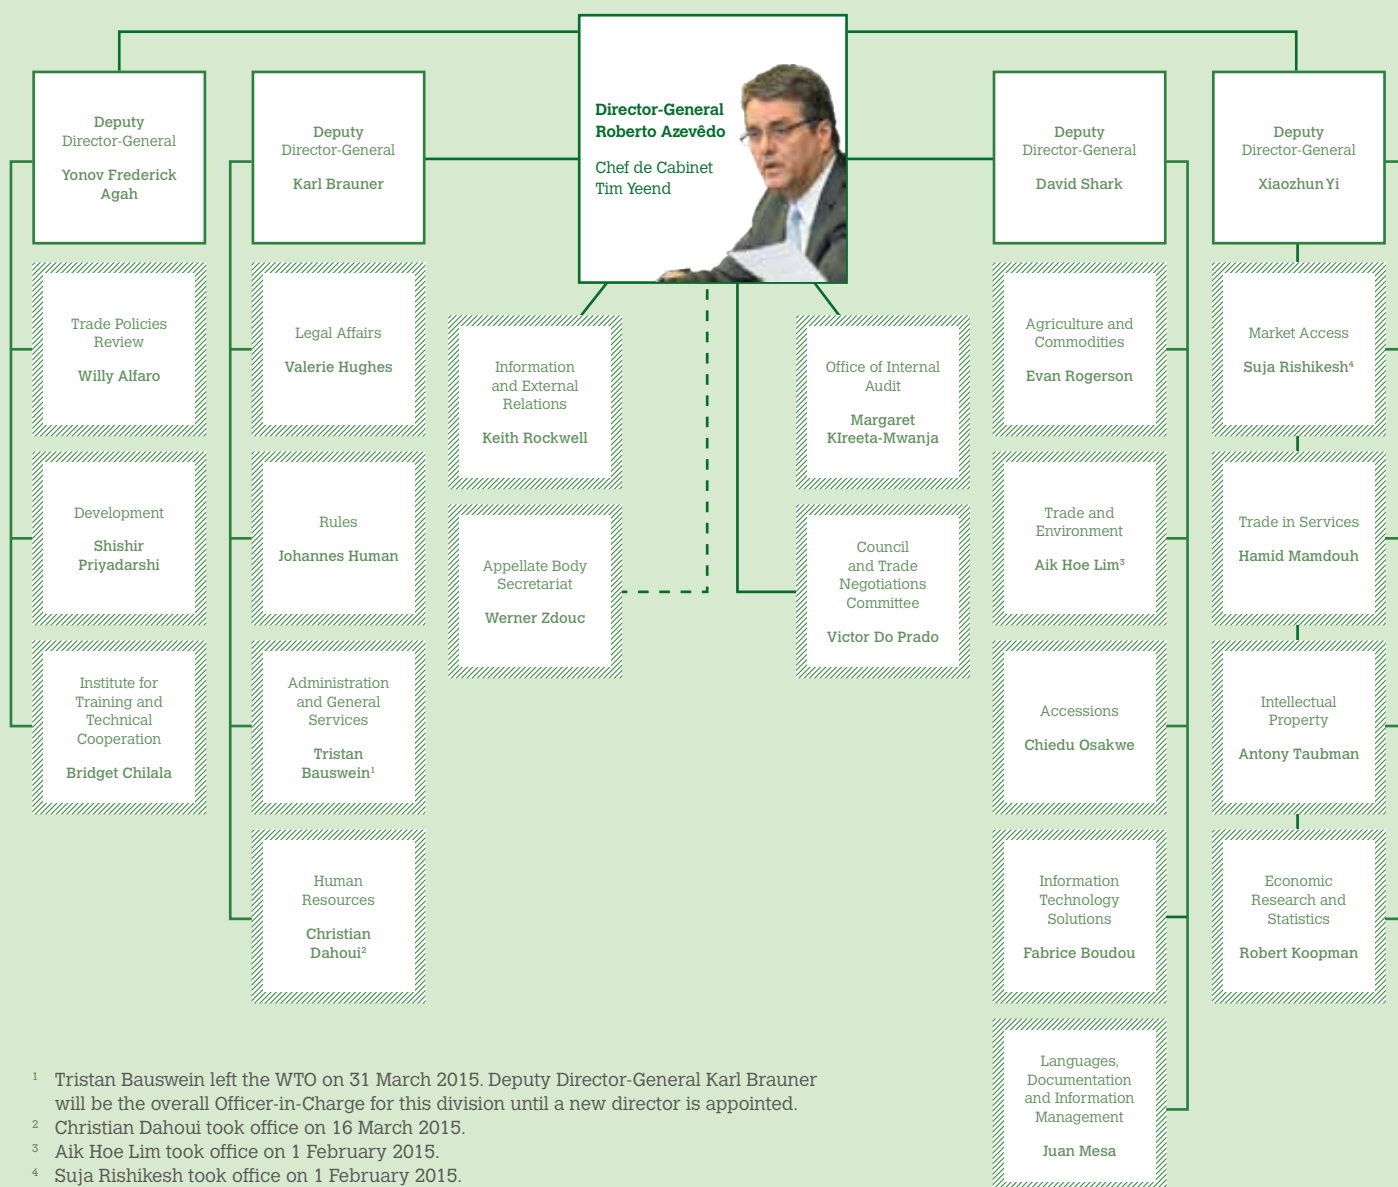 Director-General
Roberto Azevêdo
Chef de Cabinet
Tim Yeend
Deputy
Director-General
Yonov Frederick
Agah
Trade Policies
Review
Willy Alfaro
Development
Shishir
Priyadarshi
Institute for
Training and
Technical
Cooperation
Bridget Chilala
Deputy
Director-General
Karl Brauner
Legal Affairs
Valerie Hughes
Rules
Johannes Human
Administration
and General
Services
Tristan
Bauswein¹
Human
Resources
Christian
Dahoui²
Information
and External
Relations
Keith Rockwell
Appellate Body
Secretariat
Werner Zdouc
Office of Internal
Audit
Margaret
KIreeta-Mwanja
Council
and Trade
Negotiations
Committee
Victor Do Prado
Deputy
Director-General
David Shark
Agriculture and
Commodities
Evan Rogerson
Trade and
Environment
Aik Hoe Lim³
Accessions
Chiedu Osakwe
Information
Technology
Solutions
Fabrice Boudou
Languages,
Documentation
and Information
Management
Juan Mesa
Deputy
Director-General
Xiaozhun Yi
Market Access
Suja Rishikesh⁴
Trade in Services
Hamid Mamdouh
Intellectual
Property
Antony Taubman
Economic
Research and
Statistics
Robert Koopman
¹ Tristan Bauswein left the WTO on 31 March 2015. Deputy Director-General Karl Brauner
will be the overall Officer-in-Charge for this division until a new director is appointed.
² Christian Dahoui took office on 16 March 2015.
³ Aik Hoe Lim took office on 1 February 2015.
⁴ Suja Rishikesh took office on 1 February 2015.